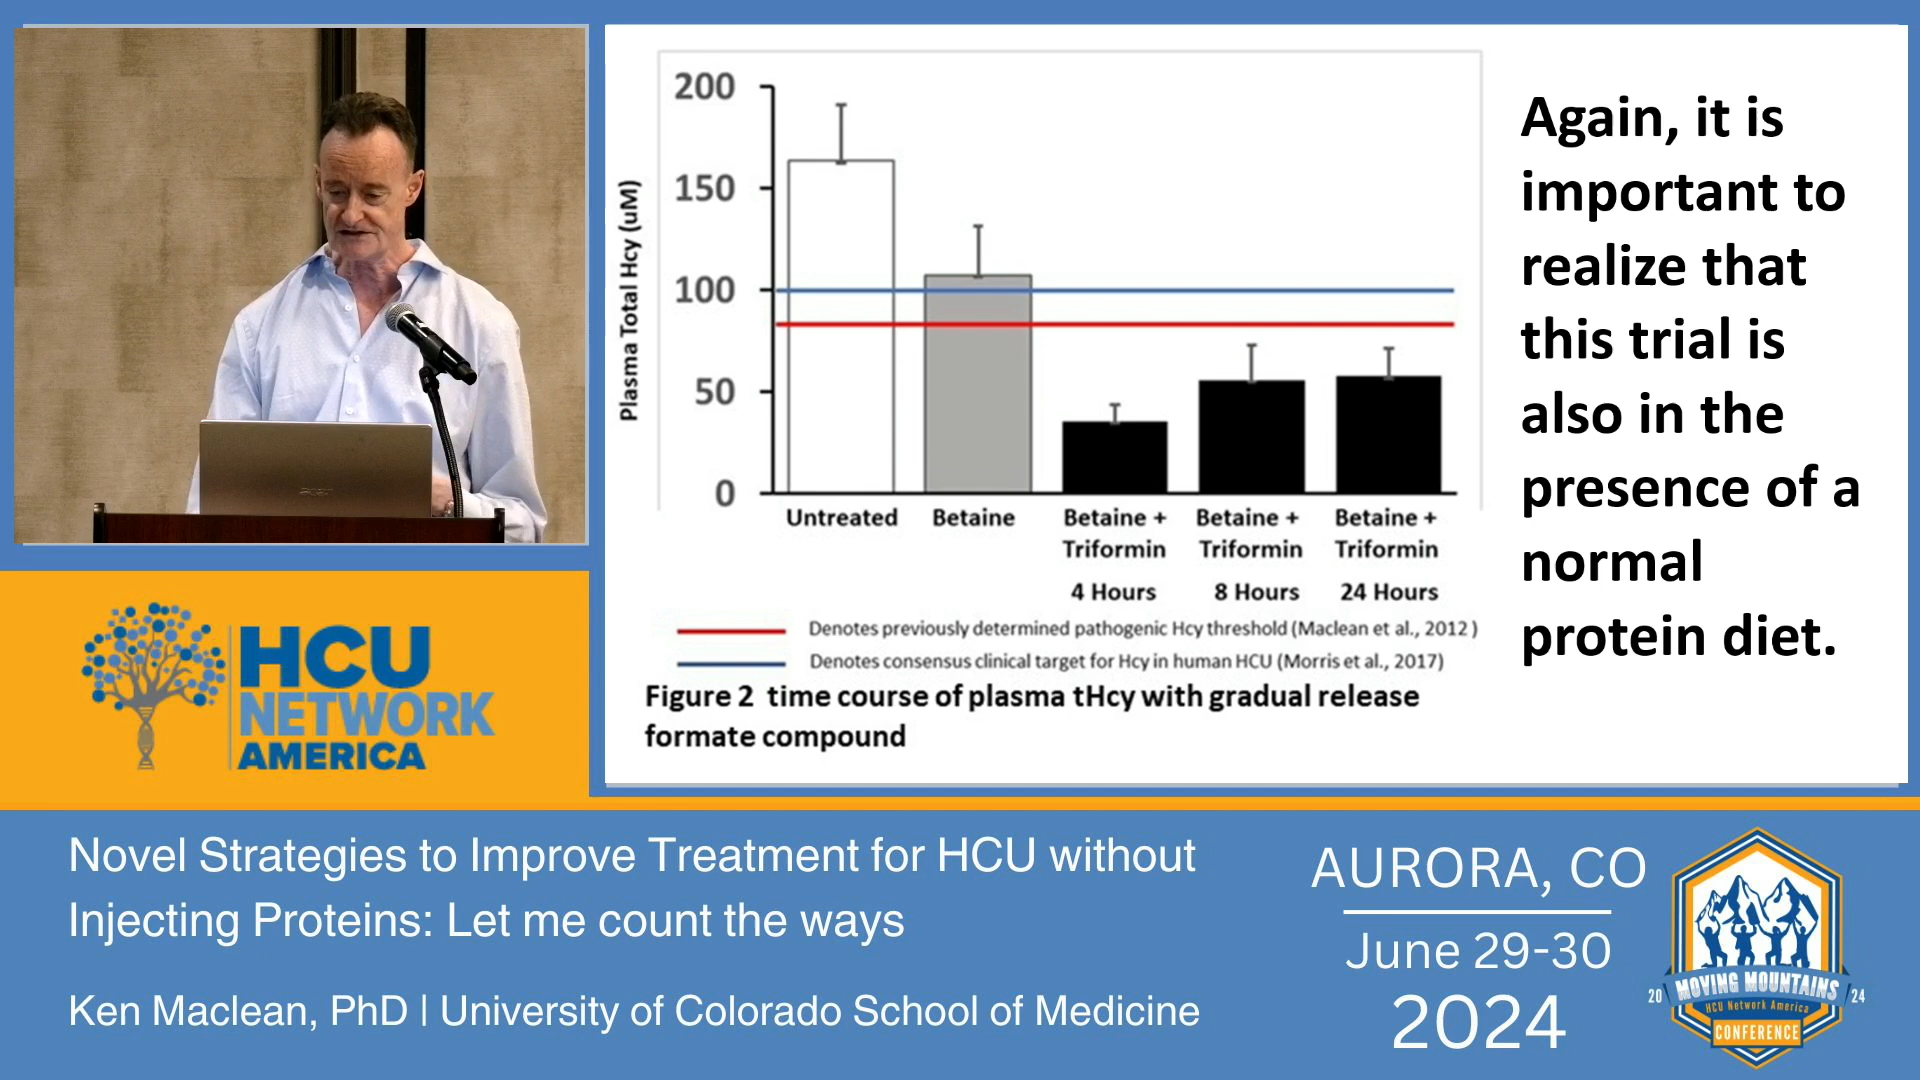 200
150
100
50
0
Plasma Total Hcy (uM)
Untreated
Betaine
Betaine +
Triformin
4 Hours
Betaine +
Triformin
8 Hours
Betaine +
Triformin
24 Hours
Denotes previously determined pathogenic Hcy threshold (Maclean et al., 2012 )
Denotes consensus clinical target for Hcy in human HCU (Morris et al., 2017)
Figure 2 time course of plasma tHcy with gradual release
formate compound
Again, it is
important to
realize that
this trial is
also in the
presence of a
normal
protein diet.
acer
HCU
NETWORK
AMERICA
Novel Strategies to Improve Treatment for HCU without
Injecting Proteins: Let me count the ways
Ken Maclean, PhD | University of Colorado School of Medicine
AURORA, CO
June 29-30
2024
20 MOVING MOUNTAINS 24
HCU Network America
CONFERENCE